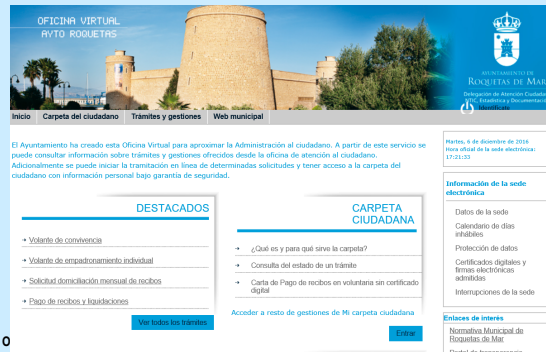 OFICINA VIRTUAL
AYTO ROQUETAS
AYUNTAMIENTO DE
ROQUETAS DE MAR
Delegación de Atención Ciudadana
TIC, Estadística y Documentación
Identifícate
Inicio Carpeta del ciudadano Trámites y gestiones Web municipal
El Ayuntamiento ha creado esta Oficina Virtual para aproximar la Administración al ciudadano. A partir de este servicio se
puede consultar información sobre trámites y gestiones ofrecidos desde la oficina de atención al ciudadano.
Adicionalmente se puede iniciar la tramitación en línea de determinadas solicitudes y tener acceso a la carpeta del
ciudadano con información personal bajo garantía de seguridad.
DESTACADOS
→ Volante de convivencia
→ Volante de empadronamiento individual
→ Solicitud domiciliación mensual de recibos
→ Pago de recibos y liquidaciones
Ver todos los trámites
CARPETA
CIUDADANA
→ ¿Qué es y para qué sirve la carpeta?
→ Consulta del estado de un trámite
→ Carta de Pago de recibos en voluntaria sin certificado
digital
Acceder a resto de gestiones de Mi carpeta ciudadana
Entrar
Martes, 6 de diciembre de 2016
Hora oficial de la sede electrónica:
17:21:33
Información de la sede
electrónica
Datos de la sede
Calendario de días
inhábiles
Protección de datos
Certificados digitales y
firmas electrónicas
admitidas
Interrupciones de la sede
Enlaces de interés
Normativa Municipal de
Roquetas de Mar
Portal de transparencia